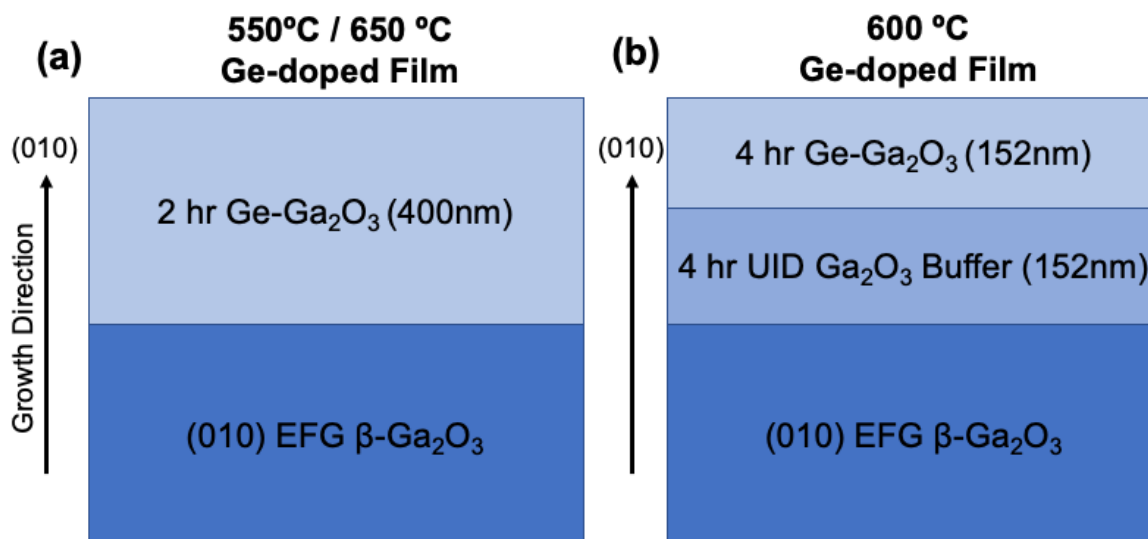 (a)
550ºC / 650 ºC
Ge-doped Film
(010)
Growth Direction
2 hr Ge-Ga₂O₃ (400nm)
(010) EFG β-Ga₂O₃
(b)
600 ºC
Ge-doped Film
(010)
4 hr Ge-Ga₂O₃ (152nm)
4 hr UID Ga₂O₃ Buffer (152nm)
(010) EFG β-Ga₂O₃